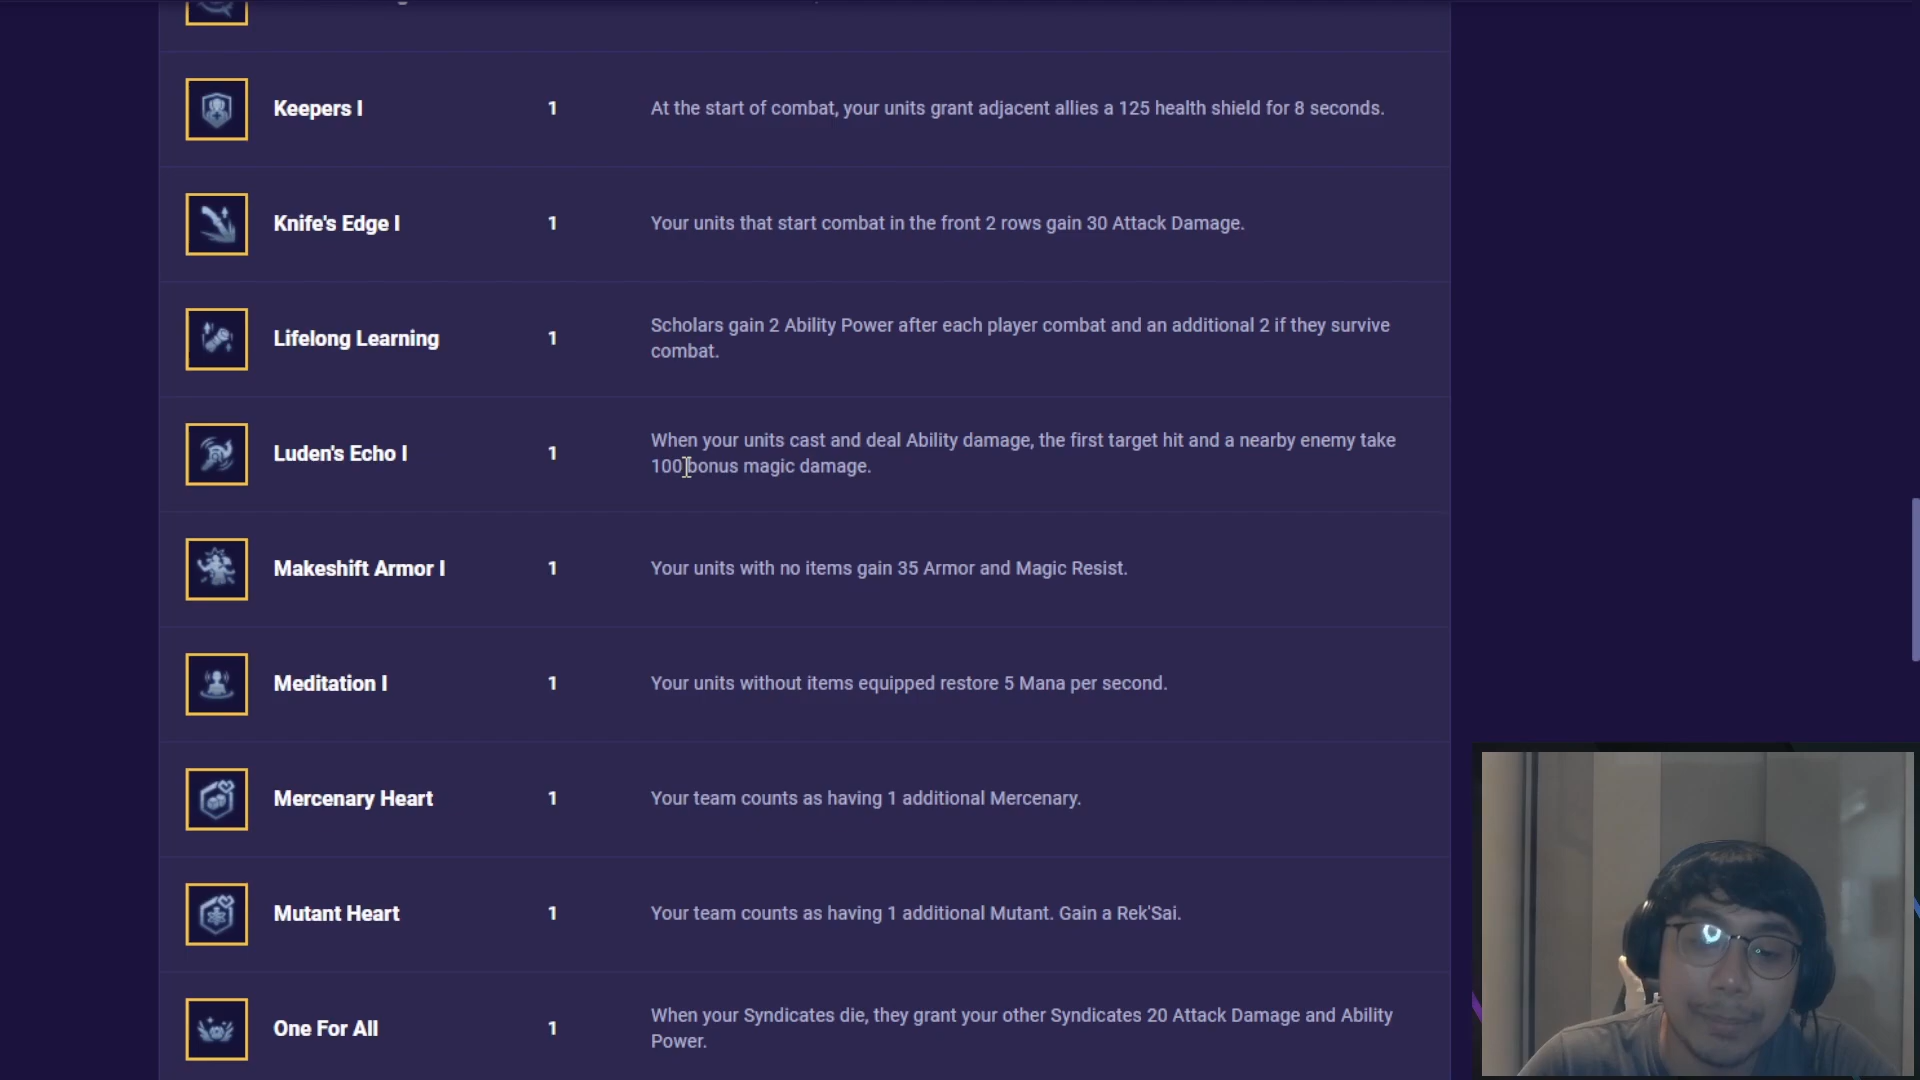 Keepers I
1
At the start of combat, your units grant adjacent allies a 125 health shield for 8 seconds.
Knife's Edge I
1
Your units that start combat in the front 2 rows gain 30 Attack Damage.
Lifelong Learning
1
Scholars gain 2 Ability Power after each player combat and an additional 2 if they survive
combat.
Luden's Echo I
1
When your units cast and deal Ability damage, the first target hit and a nearby enemy take
100 bonus magic damage.
Makeshift Armor I
1
Your units with no items gain 35 Armor and Magic Resist.
Meditation I
1
Your units without items equipped restore 5 Mana per second.
Mercenary Heart
1
Your team counts as having 1 additional Mercenary.
Mutant Heart
1
Your team counts as having 1 additional Mutant. Gain a Rek'Sai.
One For All
1
When your Syndicates die, they grant your other Syndicates 20 Attack Damage and Ability
Power.